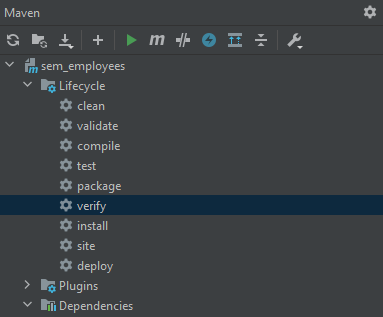 Maven
m
sem_employees
Lifecycle
clean
validate
compile
test
package
verify
install
site
deploy
Plugins
Dependencies